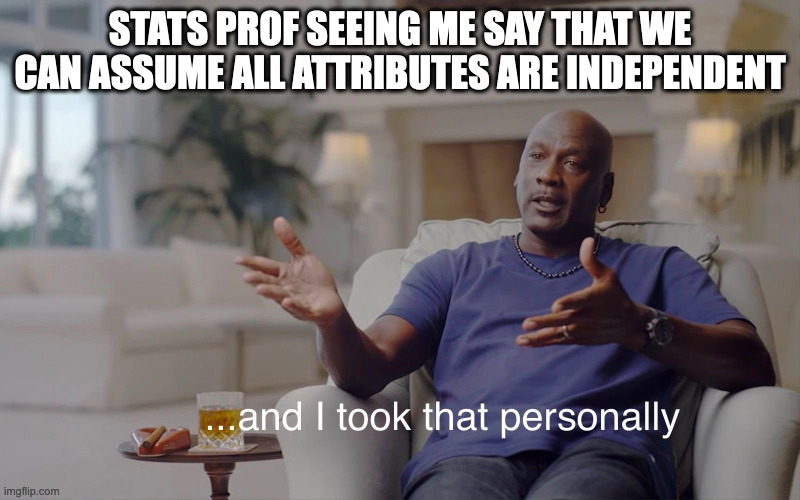 STATS PROF SEEING ME SAY THAT WE
CAN ASSUME ALL ATTRIBUTES ARE INDEPENDENT
...and I took that personally
imgflip.com